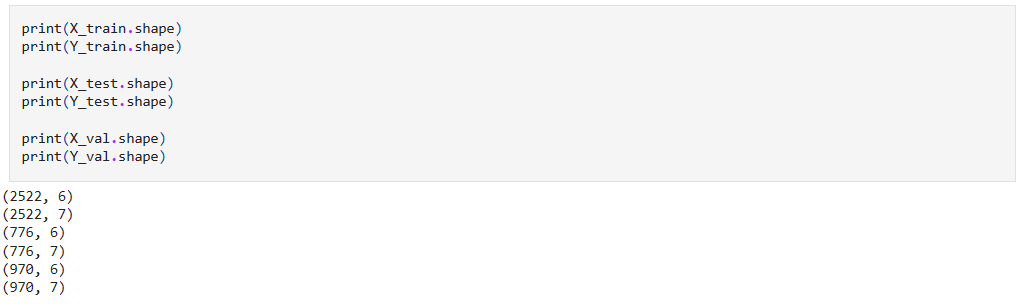 print(X_train.shape)
print(Y_train.shape)
print(X_test.shape)
print(Y_test.shape)
print(X_val.shape)
print(Y_val.shape)
(2522, 6)
(2522, 7)
(776, 6)
(776, 7)
(970, 6)
(970, 7)